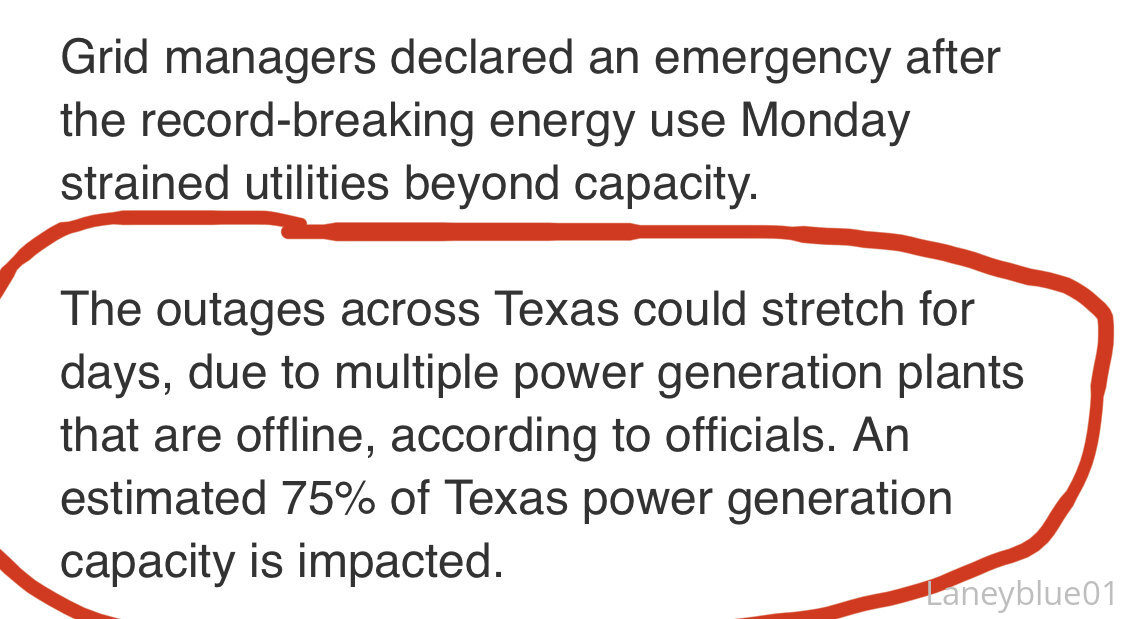 Grid managers declared an emergency after
the record-breaking energy use Monday
strained utilities beyond capacity.
The outages across Texas could stretch for
days, due to multiple power generation plants
that are offline, according to officials. An
estimated 75% of Texas power generation
capacity is impacted.
Laneyblue01